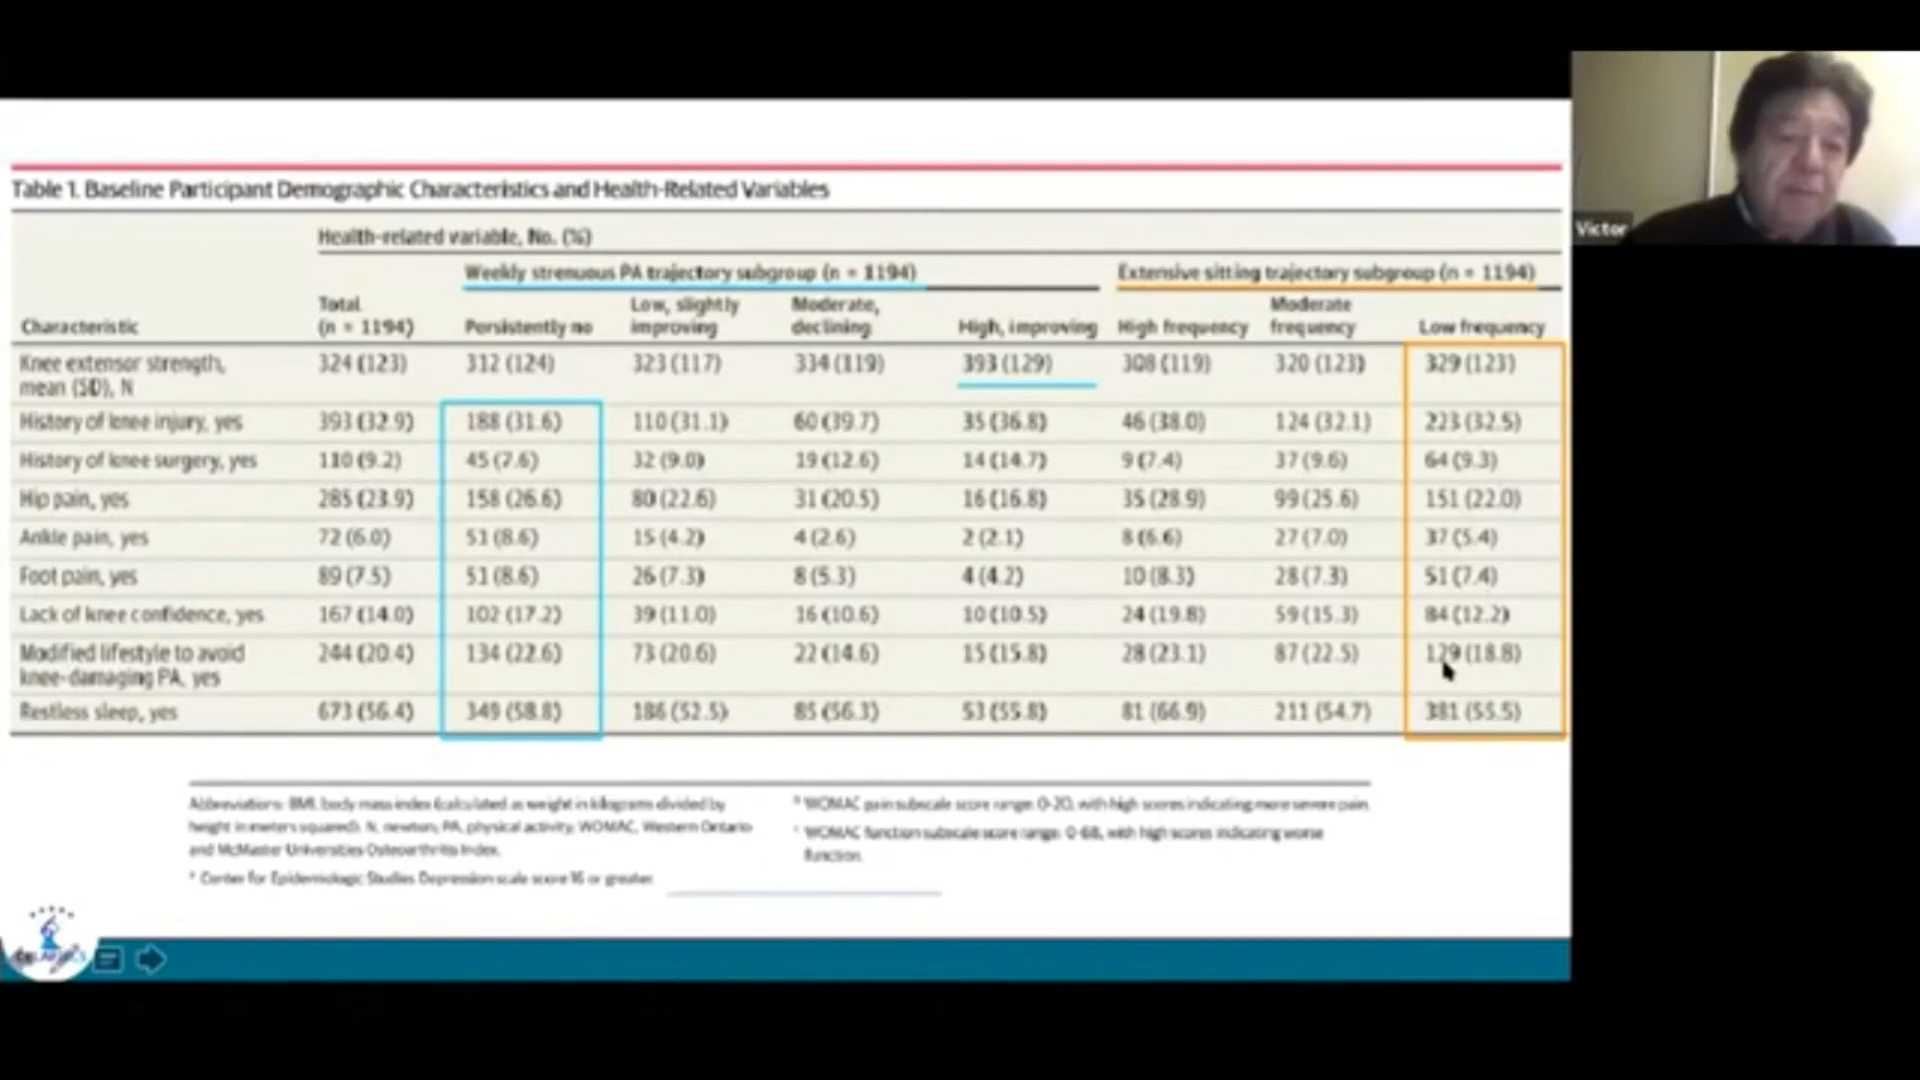 Victor
Table 1. Baseline Participant Demographic Characteristics and Health-Related Variables
Health-related variable, No. (%)
Weekly strenuous PA trajectory subgroup (n = 1194) Extensive sitting trajectory subgroup (n = 1194)
Characteristic Total (n = 1194) Persistently no Low, slightly improving Moderate, declining High, improving High frequency Moderate frequency Low frequency
Knee extensor strength, mean (SD), N 324 (123) 312 (124) 323 (117) 334 (119) 393 (129) 308 (119) 320 (123) 329 (123)
History of knee injury, yes 393 (32.9) 188 (31.6) 110 (31.1) 60 (39.7) 35 (36.8) 46 (38.0) 124 (32.1) 223 (32.5)
History of knee surgery, yes 110 (9.2) 45 (7.6) 32 (9.0) 19 (12.6) 14 (14.7) 9 (7.4) 37 (9.6) 64 (9.3)
Hip pain, yes 285 (23.9) 158 (26.6) 80 (22.6) 31 (20.5) 16 (16.8) 35 (28.9) 99 (25.6) 151 (22.0)
Ankle pain, yes 72 (6.0) 51 (8.6) 15 (4.2) 4 (2.6) 2 (2.1) 8 (6.6) 27 (7.0) 37 (5.4)
Foot pain, yes 89 (7.5) 51 (8.6) 26 (7.3) 8 (5.3) 4 (4.2) 10 (8.3) 28 (7.3) 51 (7.4)
Lack of knee confidence, yes 167 (14.0) 102 (17.2) 39 (11.0) 16 (10.6) 10 (10.5) 24 (19.8) 59 (15.3) 84 (12.2)
Modified lifestyle to avoid knee-damaging PA, yes 244 (20.4) 134 (22.6) 73 (20.6) 22 (14.6) 15 (15.8) 28 (23.1) 87 (22.5) 129 (18.8)
Restless sleep, yes 673 (56.4) 349 (58.8) 186 (52.5) 85 (56.3) 53 (55.8) 81 (66.9) 211 (54.7) 381 (55.5)
Abbreviations: BMI, body mass index (calculated as weight in kilograms divided by
height in meters squared); N, newton; PA, physical activity; WOMAC, Western Ontario
and McMaster Universities Osteoarthritis Index.
Center for Epidemiologic Studies Depression scale score 16 or greater.
WOMAC pain subscale score range: 0-20, with high scores indicating more severe pain.
WOMAC function subscale score range: 0-68, with high scores indicating worse
function.